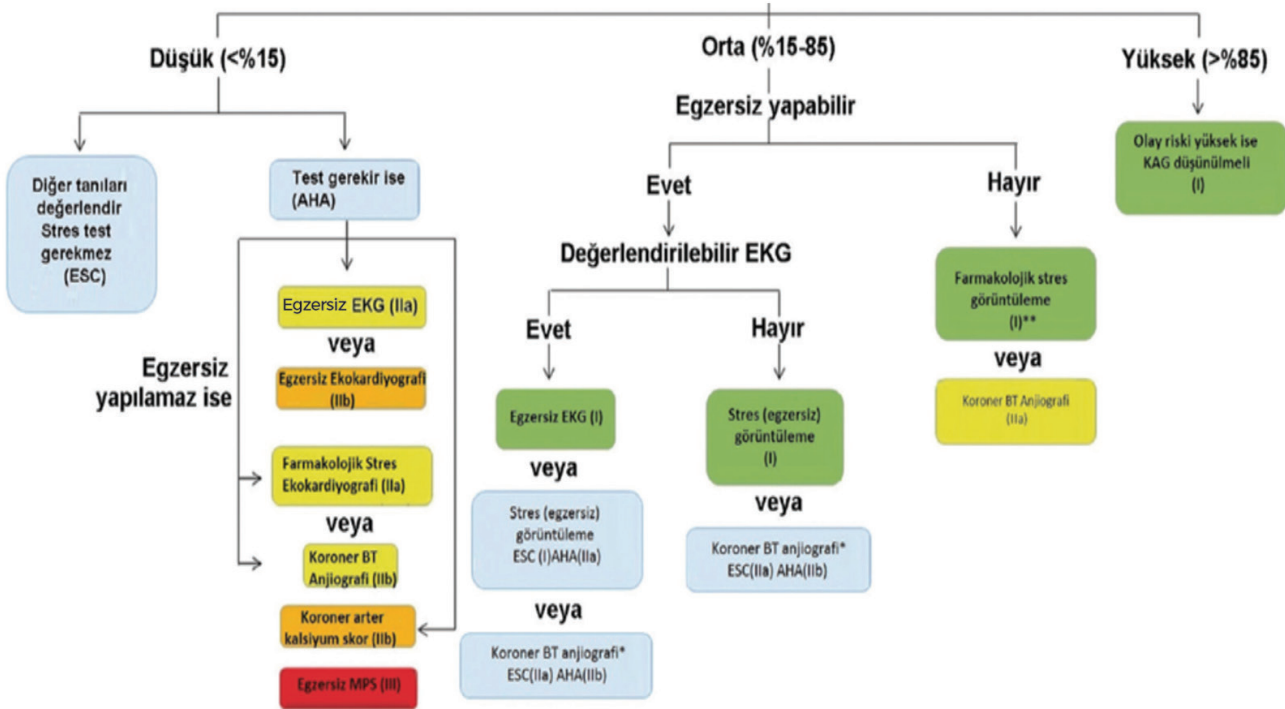 Düşük (<%15)
Diğer tanıları
değerlendir
Stres test
gerekmez
(ESC)
Test gerekir ise
(AHA)
Egzersiz EKG (IIa)
veya
Egzersiz Ekokardiyografi
(IIb)
Egzersiz
yapılamaz ise
Farmakolojik Stres
Ekokardiyografi (IIa)
veya
Koroner BT
Anjiografi (IIb)
Koroner arter
kalsiyum skor (IIb)
Egzersiz MPS (III)
Orta (%15-85)
Egzersiz yapabilir
Evet
Değerlendirilebilir EKG
Evet
Egzersiz EKG (I)
veya
Stres (egzersiz)
görüntüleme
ESC (I)AHA(IIa)
veya
Koroner BT anjiografi*
ESC(IIa) AHA(IIb)
Hayır
Stres (egzersiz)
görüntüleme
(I)
veya
Koroner BT anjiografi*
ESC(IIa) AHA(IIb)
Hayır
Farmakolojik stres
görüntüleme
(I)**
veya
Koroner BT Anjiografi
(IIa)
Yüksek (>%85)
Olay riski yüksek ise
KAG düşünülmeli
(I)